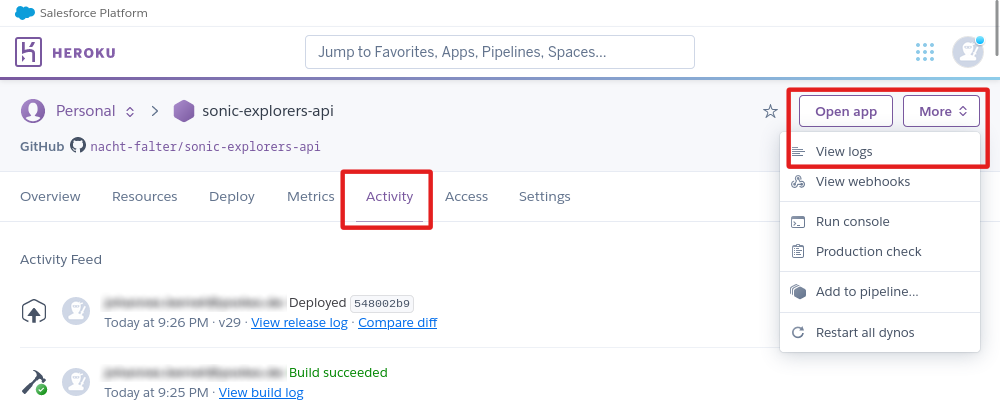 Salesforce Platform
HEROKU
Jump to Favorites, Apps, Pipelines, Spaces...
Personal
sonic-explorers-api
Open app
More
GitHub nacht-falter/sonic-explorers-api
View logs
View webhooks
Run console
Production check
Add to pipeline...
Restart all dynos
Overview
Resources
Deploy
Metrics
Activity
Access
Settings
Activity Feed
Deployed 548002b9
Today at 9:26 PM · v29 · View release log · Compare diff
Build succeeded
Today at 9:25 PM · View build log